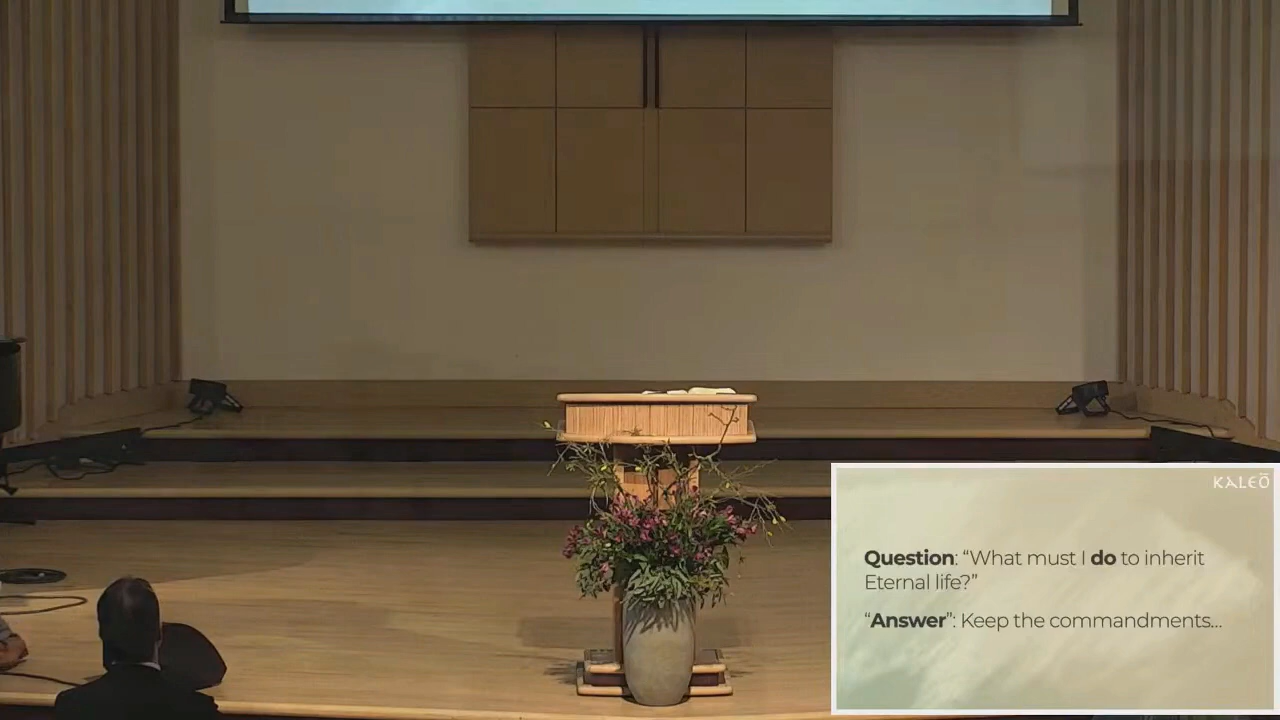 KALEŌ
Question: “What must I do to inherit
Eternal life?”
“Answer”: Keep the commandments...